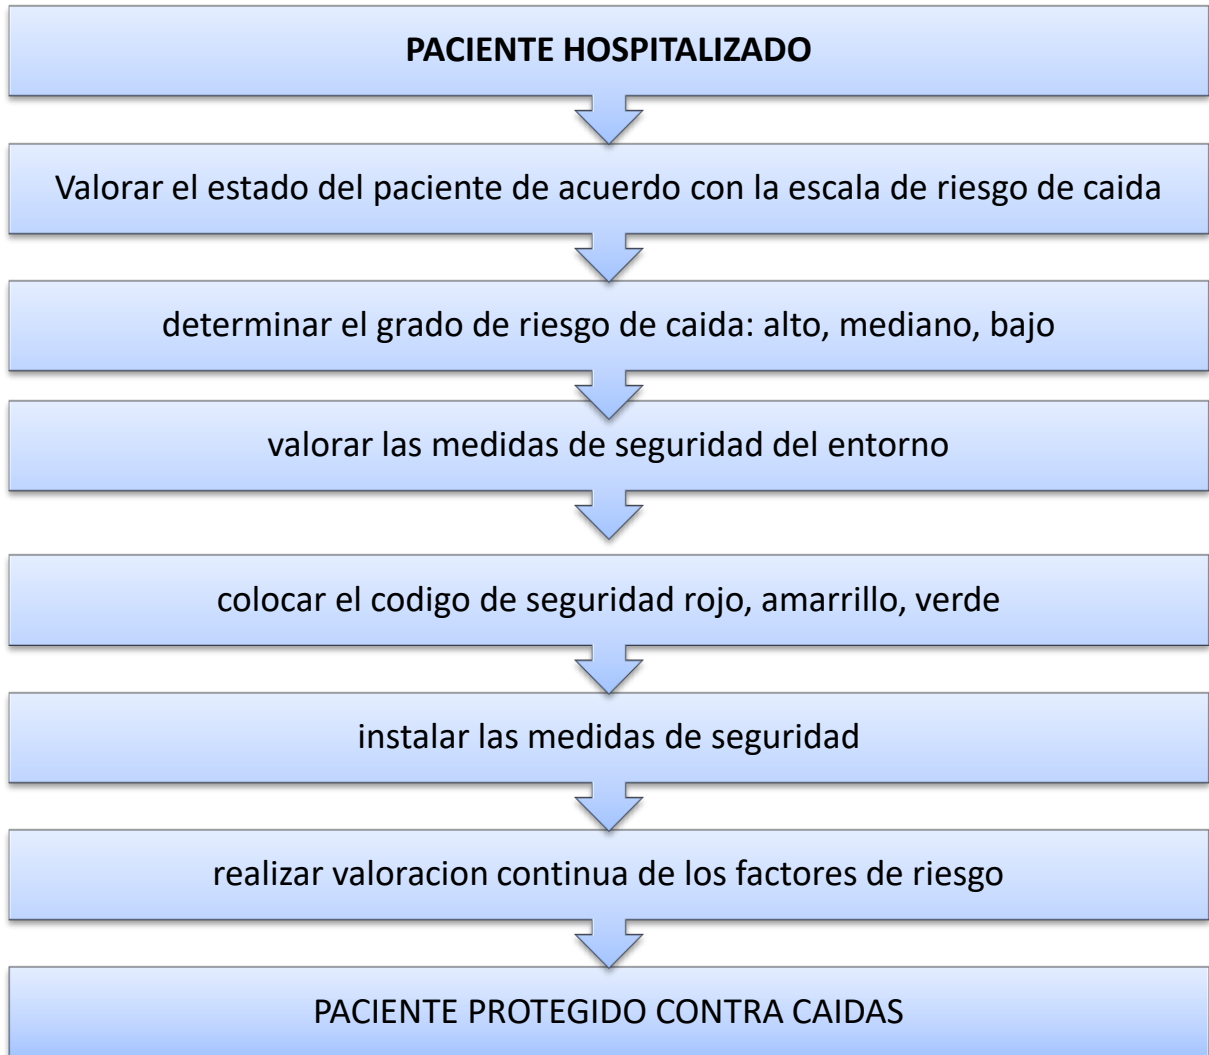 PACIENTE HOSPITALIZADO
Valorar el estado del paciente de acuerdo con la escala de riesgo de caida
determinar el grado de riesgo de caida: alto, mediano, bajo
valorar las medidas de seguridad del entorno
colocar el codigo de seguridad rojo, amarrillo, verde
instalar las medidas de seguridad
realizar valoracion continua de los factores de riesgo
PACIENTE PROTEGIDO CONTRA CAIDAS